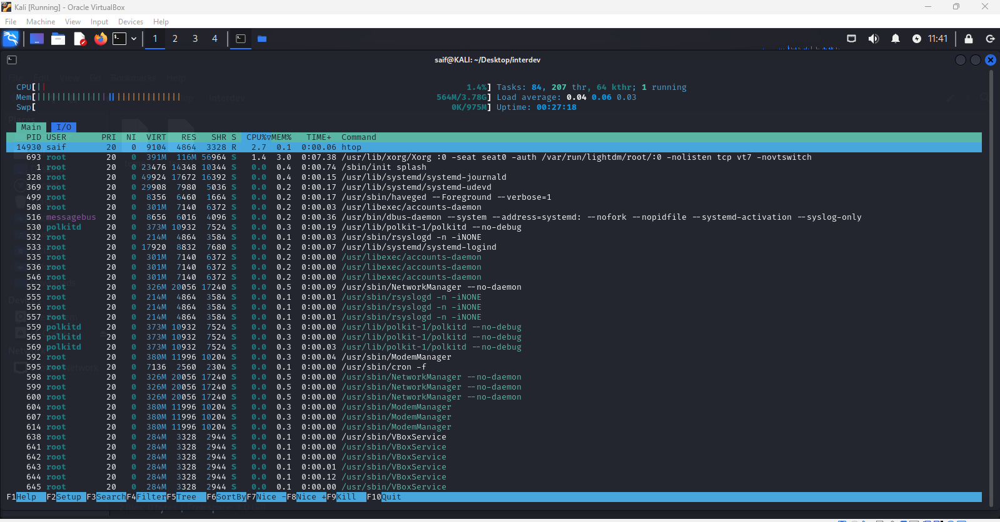 Kali [Running] - Oracle VirtualBox
File Machine View Input Devices Help
1 2 3 4 11:41
saif@KALI: ~/Desktop/interdev
CPU[|| 1.4%] Tasks: 84, 207 thr, 64 kthr; 1 running
Mem[||||||||||||||||||||||||||||| 564M/3.78G] Load average: 0.04 0.06 0.03
Swp[ 0K/975M] Uptime: 00:27:18
Main I/O
PID USER PRI NI VIRT RES SHR S CPU%▽MEM% TIME+ Command
14930 saif 20 0 9104 4864 3328 R 2.7 0.1 0:00.06 htop
693 root 20 0 391M 116M 56964 S 1.4 3.0 0:07.38 /usr/lib/xorg/Xorg :0 -seat seat0 -auth /var/run/lightdm/root/:0 -nolisten tcp vt7 -novtswitch
1 root 20 0 23476 14348 10344 S 0.0 0.4 0:00.74 /sbin/init splash
328 root 20 0 49924 17672 16392 S 0.0 0.4 0:00.15 /usr/lib/systemd/systemd-journald
369 root 20 0 29908 7980 5036 S 0.0 0.2 0:00.17 /usr/lib/systemd/systemd-udevd
499 root 20 0 8356 6460 1664 S 0.0 0.2 0:00.17 /usr/sbin/haveged --Foreground --verbose=1
508 root 20 0 301M 7140 6372 S 0.0 0.2 0:00.03 /usr/libexec/accounts-daemon
516 messagebus 20 0 8656 6016 4096 S 0.0 0.2 0:00.36 /usr/bin/dbus-daemon --system --address=systemd: --nofork --nopidfile --systemd-activation --syslog-only
530 polkitd 20 0 373M 10932 7524 S 0.0 0.3 0:00.19 /usr/lib/polkit-1/polkitd --no-debug
532 root 20 0 214M 4864 3584 S 0.0 0.1 0:00.03 /usr/sbin/rsyslogd -n -iNONE
533 root 20 0 17920 8832 7680 S 0.0 0.2 0:00.07 /usr/lib/systemd/systemd-logind
535 root 20 0 301M 7140 6372 S 0.0 0.2 0:00.00 /usr/libexec/accounts-daemon
536 root 20 0 301M 7140 6372 S 0.0 0.2 0:00.00 /usr/libexec/accounts-daemon
546 root 20 0 301M 7140 6372 S 0.0 0.2 0:00.00 /usr/libexec/accounts-daemon
552 root 20 0 326M 20056 17240 S 0.0 0.5 0:00.09 /usr/sbin/NetworkManager --no-daemon
555 root 20 0 214M 4864 3584 S 0.0 0.1 0:00.01 /usr/sbin/rsyslogd -n -iNONE
556 root 20 0 214M 4864 3584 S 0.0 0.1 0:00.00 /usr/sbin/rsyslogd -n -iNONE
557 root 20 0 214M 4864 3584 S 0.0 0.1 0:00.01 /usr/sbin/rsyslogd -n -iNONE
559 polkitd 20 0 373M 10932 7524 S 0.0 0.3 0:00.00 /usr/lib/polkit-1/polkitd --no-debug
565 polkitd 20 0 373M 10932 7524 S 0.0 0.3 0:00.00 /usr/lib/polkit-1/polkitd --no-debug
569 polkitd 20 0 373M 10932 7524 S 0.0 0.3 0:00.03 /usr/lib/polkit-1/polkitd --no-debug
592 root 20 0 380M 11996 10204 S 0.0 0.3 0:00.04 /usr/sbin/ModemManager
595 root 20 0 7136 2560 2304 S 0.0 0.1 0:00.00 /usr/sbin/cron -f
598 root 20 0 326M 20056 17240 S 0.0 0.5 0:00.00 /usr/sbin/NetworkManager --no-daemon
599 root 20 0 326M 20056 17240 S 0.0 0.5 0:00.00 /usr/sbin/NetworkManager --no-daemon
600 root 20 0 326M 20056 17240 S 0.0 0.5 0:00.00 /usr/sbin/NetworkManager --no-daemon
604 root 20 0 380M 11996 10204 S 0.0 0.3 0:00.00 /usr/sbin/ModemManager
607 root 20 0 380M 11996 10204 S 0.0 0.3 0:00.00 /usr/sbin/ModemManager
614 root 20 0 380M 11996 10204 S 0.0 0.3 0:00.00 /usr/sbin/ModemManager
638 root 20 0 284M 3328 2944 S 0.0 0.1 0:00.00 /usr/sbin/VBoxService
641 root 20 0 284M 3328 2944 S 0.0 0.1 0:00.00 /usr/sbin/VBoxService
642 root 20 0 284M 3328 2944 S 0.0 0.1 0:00.00 /usr/sbin/VBoxService
643 root 20 0 284M 3328 2944 S 0.0 0.1 0:00.01 /usr/sbin/VBoxService
644 root 20 0 284M 3328 2944 S 0.0 0.1 0:00.12 /usr/sbin/VBoxService
645 root 20 0 284M 3328 2944 S 0.0 0.1 0:00.00 /usr/sbin/VBoxService
F1Help F2Setup F3SearchF4FilterF5Tree F6SortByF7Nice -F8Nice +F9Kill F10Quit